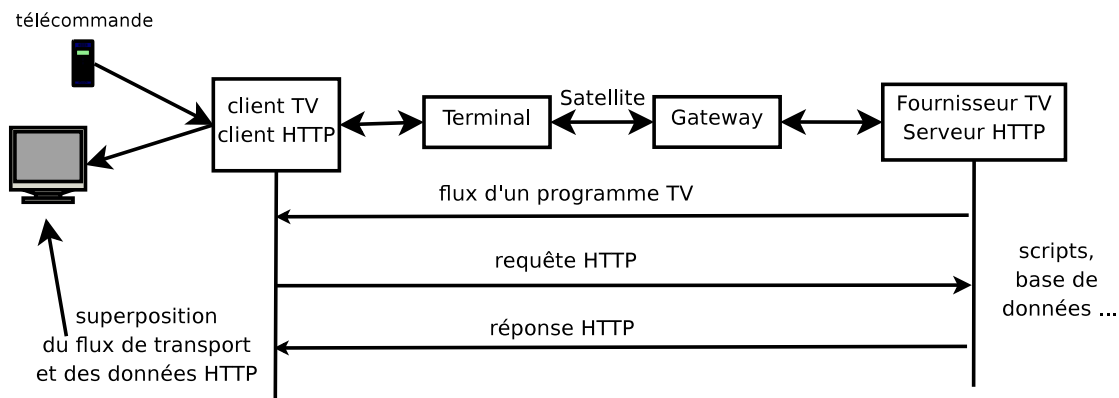 télécommande
client TV
client HTTP
Terminal
Satellite
Gateway
Fournisseur TV
Serveur HTTP
flux d'un programme TV
requête HTTP
réponse HTTP
scripts,
base de
données ...
superposition
du flux de transport
et des données HTTP